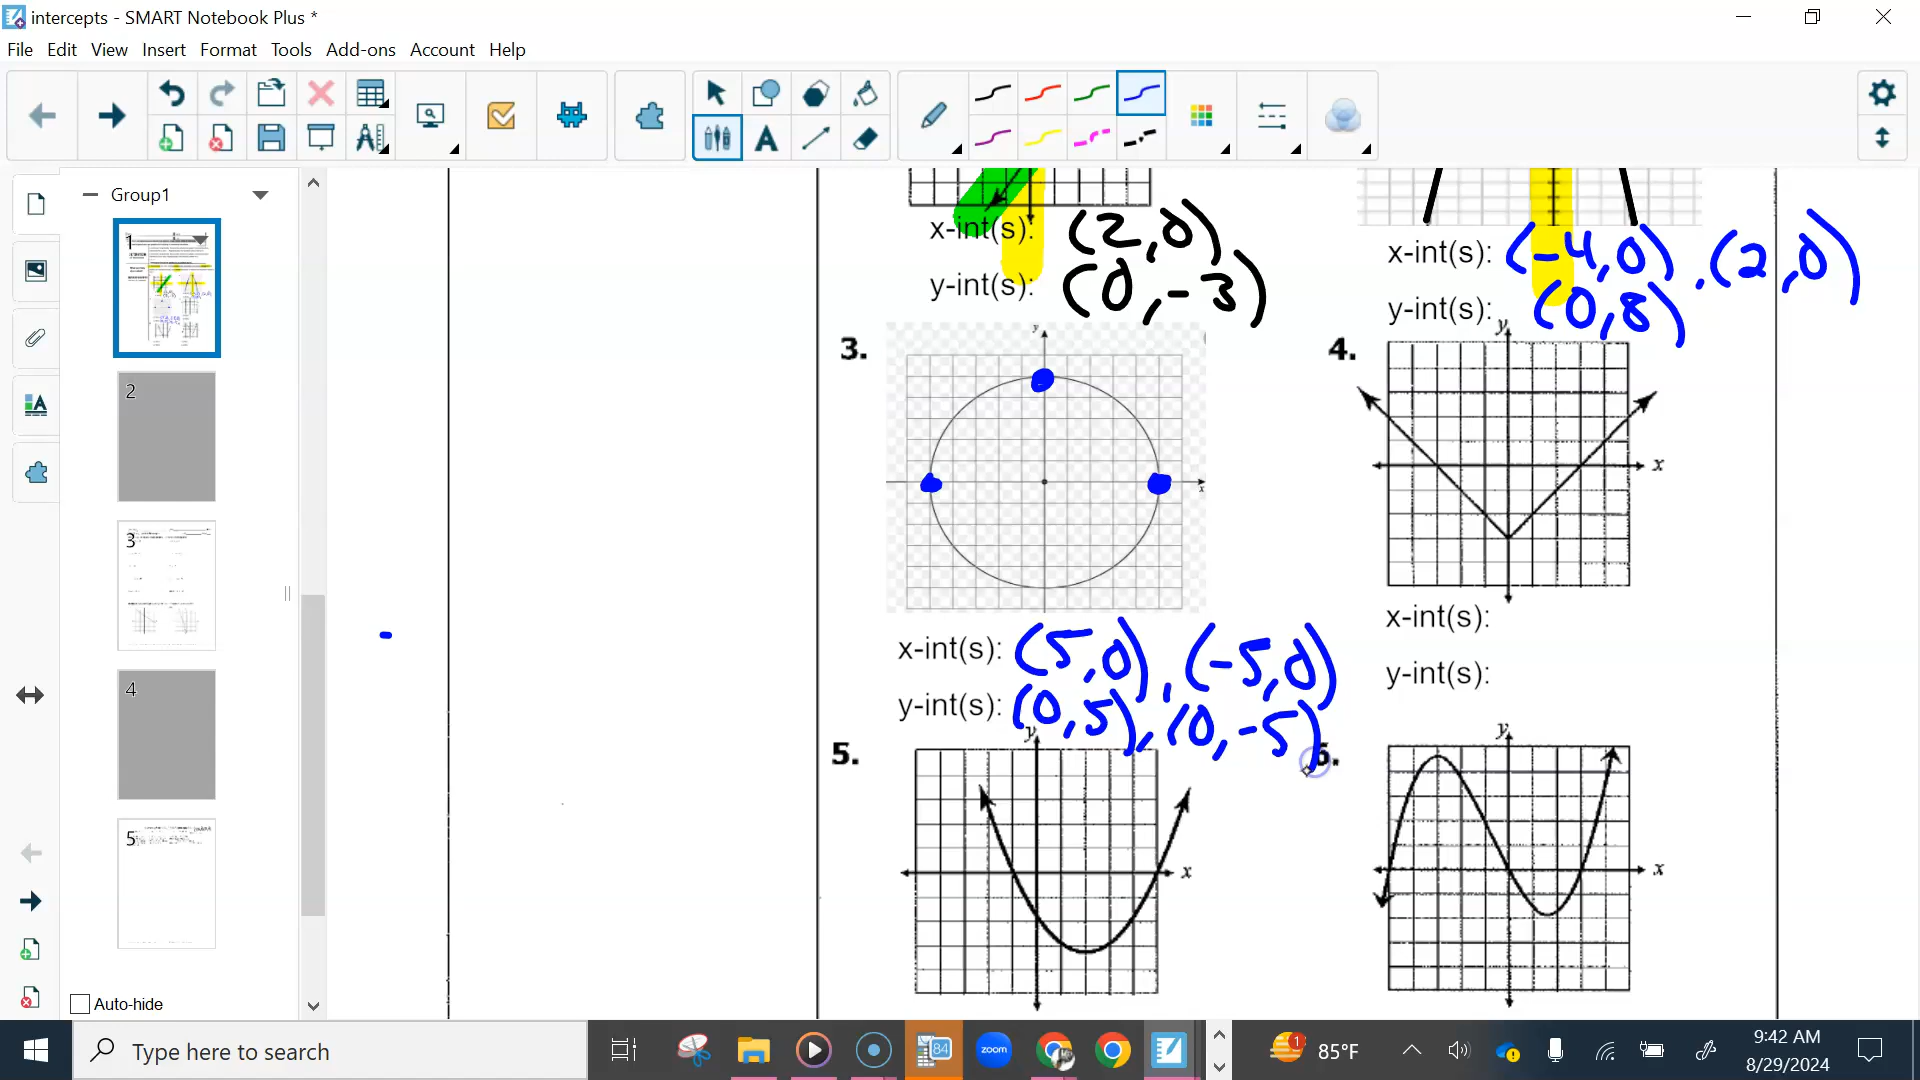 intercepts - SMART Notebook Plus *
File Edit View Insert Format Tools Add-ons Account Help
Group1
1
2
3
4
5
Auto-hide
x-int(s): (2,0)
y-int(s): (0,-3)
x-int(s): (-4,0),(2,0)
y-int(s): (0,8)
3.
y
x
x-int(s): (5,0),(-5,0)
y-int(s): (0,5),(0,-5)
4.
y
x
x-int(s):
y-int(s):
5.
y
x
6.
y
x
Type here to search
84
zoom
1
85°F
9:42 AM
8/29/2024